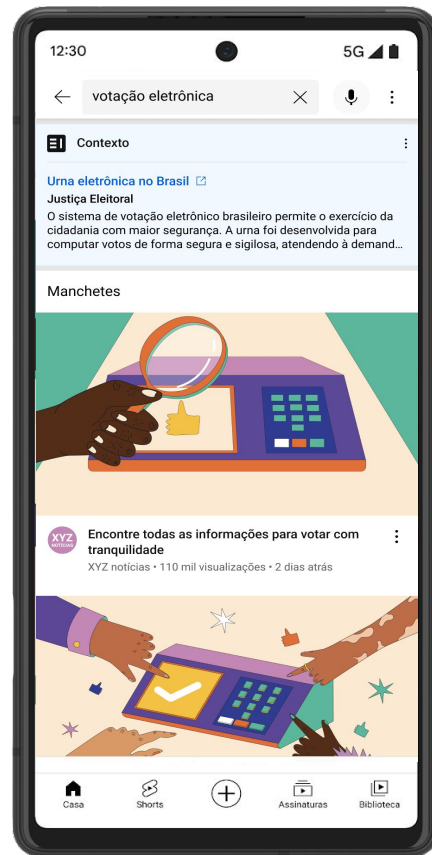 12:30
5G
votação eletrônica
Contexto
Urna eletrônica no Brasil
Justiça Eleitoral
O sistema de votação eletrônico brasileiro permite o exercício da
cidadania com maior segurança. A urna foi desenvolvida para
computar votos de forma segura e sigilosa, atendendo à demand...
Manchetes
XYZ
NOTÍCIAS
Encontre todas as informações para votar com
tranquilidade
XYZ notícias • 110 mil visualizações • 2 dias atrás
Casa
Shorts
Assinaturas
Biblioteca